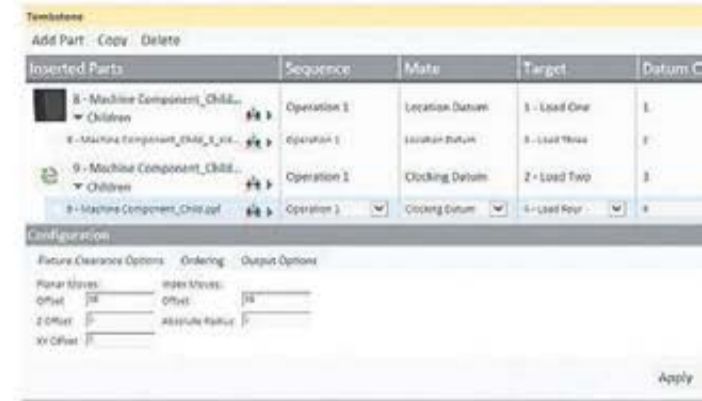 Tombstone
Add Part Copy Delete
Inserted Parts Sequence Mate Target Datum C
8 - Machine Component_Child... Operation 1 Location Datum 1 - Load One 1
▼ Children
8 - Machine Component_Child_ Operation 1 Location Datum 3 - Load Three 2
9 - Machine Component_Child... Operation 1 Clocking Datum 2 - Load Two 3
▼ Children
9 - Machine Component_Child.ppf Operation 1 Clocking Datum 4 - Load Four 4
Configuration
Fixture Clearance Options Ordering Output Options
Planar Moves: Index Moves:
Offset Offset
Z Offset Absolute Radius
XY Offset
Apply